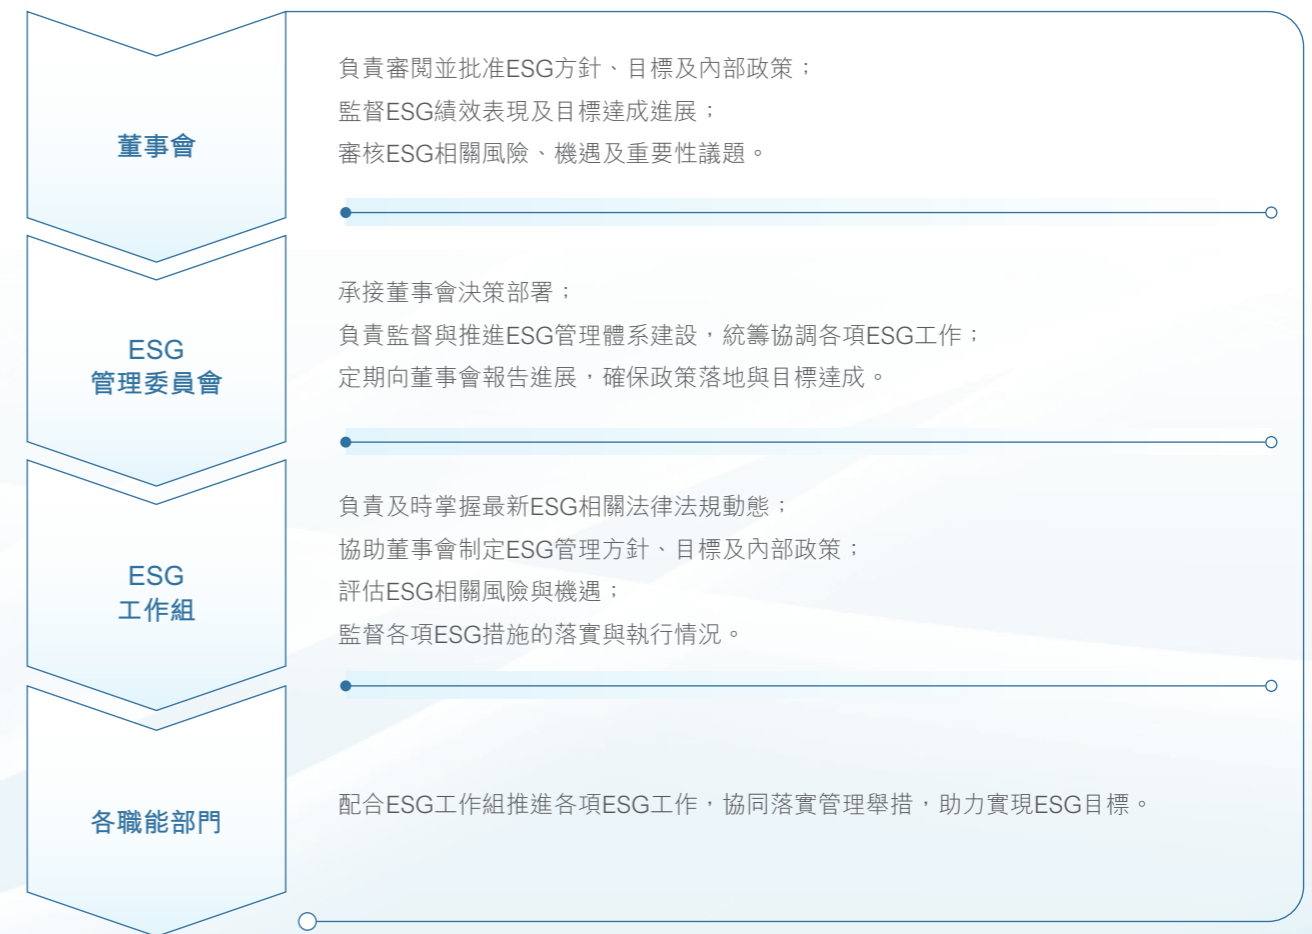 董事會
負責審閱並批准ESG方針、目標及內部政策；
監督ESG績效表現及目標達成進展；
審核ESG相關風險、機遇及重要性議題。
ESG
管理委員會
承接董事會決策部署；
負責監督與推進ESG管理體系建設，統籌協調各項ESG工作；
定期向董事會報告進展，確保政策落地與目標達成。
ESG
工作組
負責及時掌握最新ESG相關法律法規動態；
協助董事會制定ESG管理方針、目標及內部政策；
評估ESG相關風險與機遇；
監督各項ESG措施的落實與執行情況。
各職能部門
配合ESG工作組推進各項ESG工作，協同落實管理舉措，助力實現ESG目標。